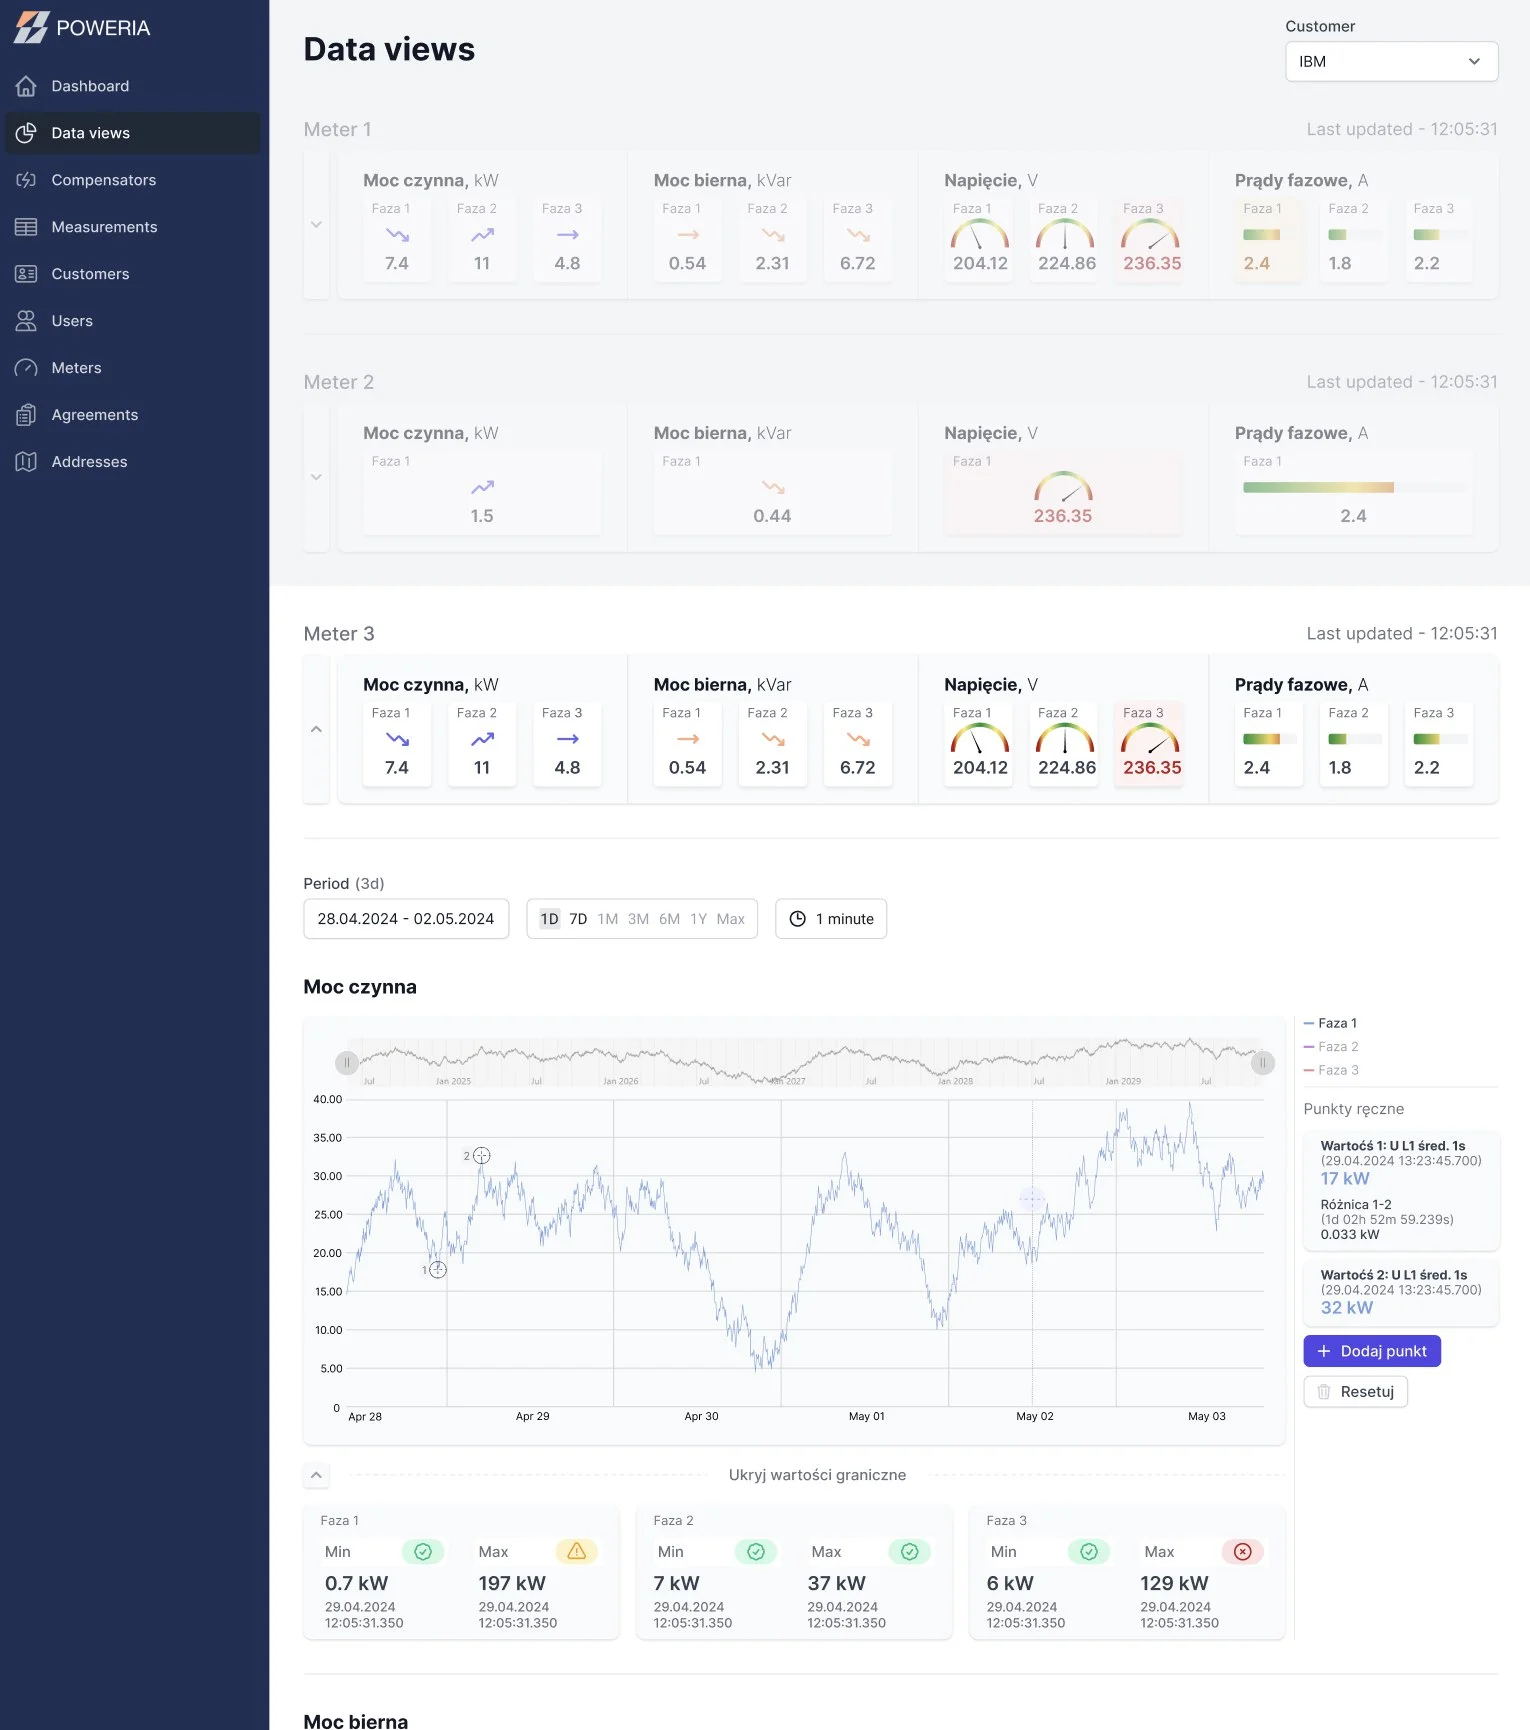 POWERIA
Dashboard
Data views
Compensators
Measurements
Customers
Users
Meters
Agreements
Addresses
Data views
Customer
IBM
Meter 1
Last updated - 12:05:31
Moc czynna, kW
Faza 1 Faza 2 Faza 3
7.4 11 4.8
Moc bierna, kVar
Faza 1 Faza 2 Faza 3
0.54 2.31 6.72
Napięcie, V
Faza 1 Faza 2 Faza 3
204.12 224.86 236.35
Prądy fazowe, A
Faza 1 Faza 2 Faza 3
2.4 1.8 2.2
Meter 2
Last updated - 12:05:31
Moc czynna, kW
Faza 1
1.5
Moc bierna, kVar
Faza 1
0.44
Napięcie, V
Faza 1
236.35
Prądy fazowe, A
Faza 1
2.4
Meter 3
Last updated - 12:05:31
Moc czynna, kW
Faza 1 Faza 2 Faza 3
7.4 11 4.8
Moc bierna, kVar
Faza 1 Faza 2 Faza 3
0.54 2.31 6.72
Napięcie, V
Faza 1 Faza 2 Faza 3
204.12 224.86 236.35
Prądy fazowe, A
Faza 1 Faza 2 Faza 3
2.4 1.8 2.2
Period (3d)
28.04.2024 - 02.05.2024
1D 7D 1M 3M 6M 1Y Max
1 minute
Moc czynna
Jul Jan 2025 Jul Jan 2026 Jul Jan 2027 Jul Jan 2028 Jul Jan 2029 Jul
40.00
35.00
30.00
25.00
20.00
15.00
10.00
5.00
0
2
1
Apr 28 Apr 29 Apr 30 May 01 May 02 May 03
Faza 1
Faza 2
Faza 3
Punkty ręczne
Wartoćś 1: U L1 śred. 1s
(29.04.2024 13:23:45.700)
17 kW
Różnica 1-2
(1d 02h 52m 59.239s)
0.033 kW
Wartoćś 2: U L1 śred. 1s
(29.04.2024 13:23:45.700)
32 kW
Dodaj punkt
Resetuj
Ukryj wartości graniczne
Faza 1
Min
0.7 kW
29.04.2024
12:05:31.350
Max
197 kW
29.04.2024
12:05:31.350
Faza 2
Min
7 kW
29.04.2024
12:05:31.350
Max
37 kW
29.04.2024
12:05:31.350
Faza 3
Min
6 kW
29.04.2024
12:05:31.350
Max
129 kW
29.04.2024
12:05:31.350
Moc bierna